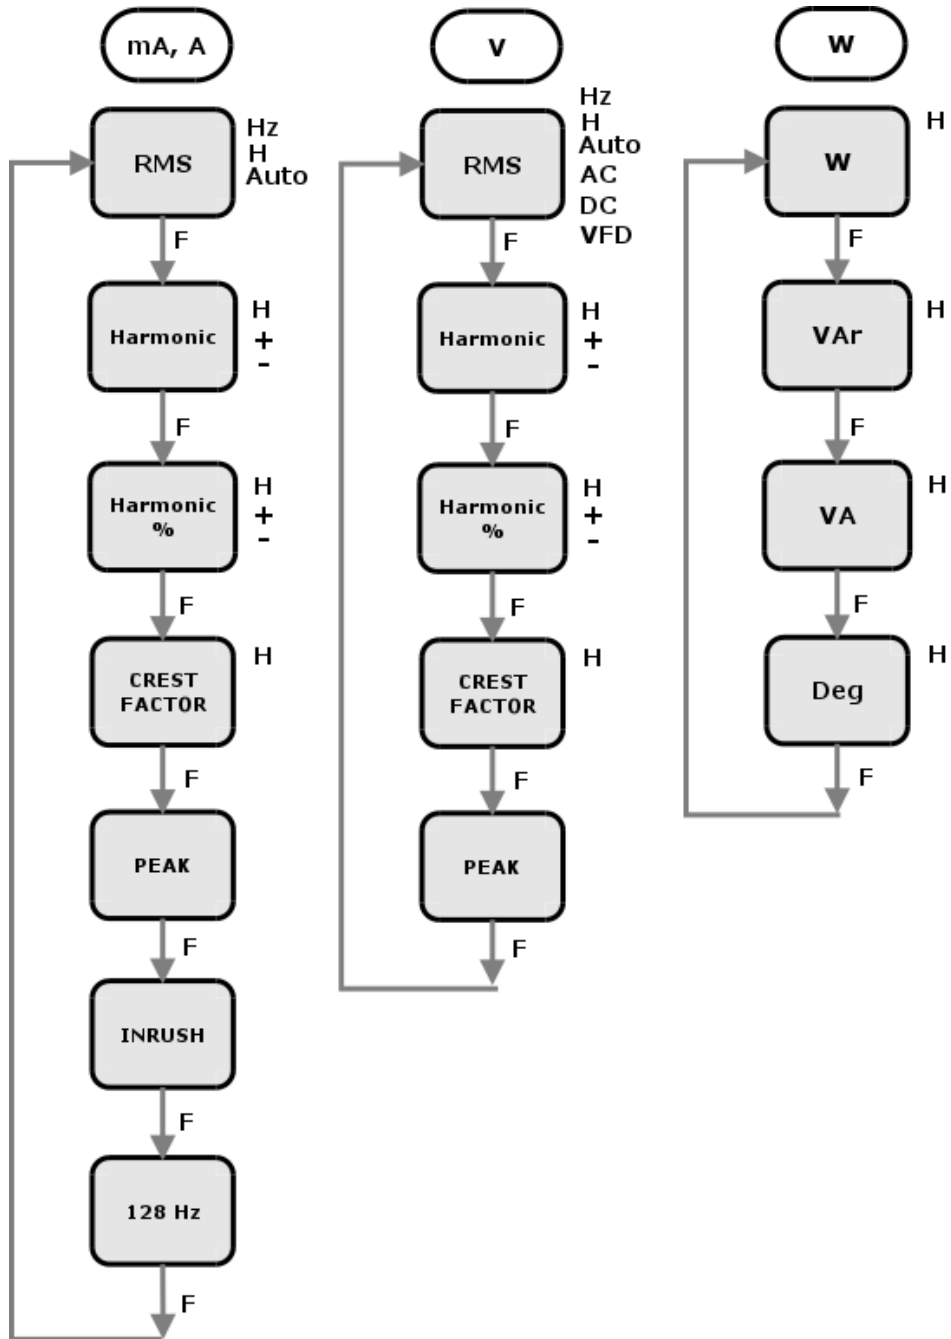 mA, A
RMS
Hz
H
Auto
F
Harmonic
H
+
-
F
Harmonic
%
H
+
-
F
CREST
FACTOR
H
F
PEAK
F
INRUSH
F
128 Hz
F
V
RMS
Hz
H
Auto
AC
DC
VFD
F
Harmonic
H
+
-
F
Harmonic
%
H
+
-
F
CREST
FACTOR
H
F
PEAK
F
W
W
H
F
VAr
H
F
VA
H
F
Deg
H
F